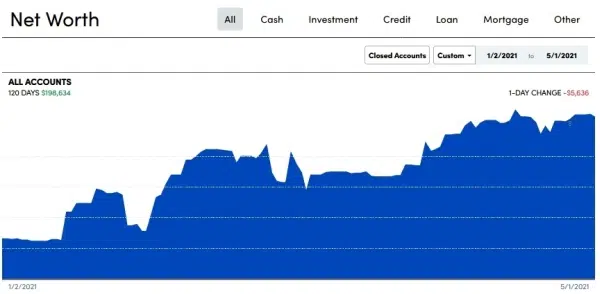 Net Worth
All Cash Investment Credit Loan Mortgage Other
Closed Accounts Custom 1/2/2021 to 5/1/2021
ALL ACCOUNTS
120 DAYS $198,634 1-DAY CHANGE -$5,636
1/2/2021 5/1/2021